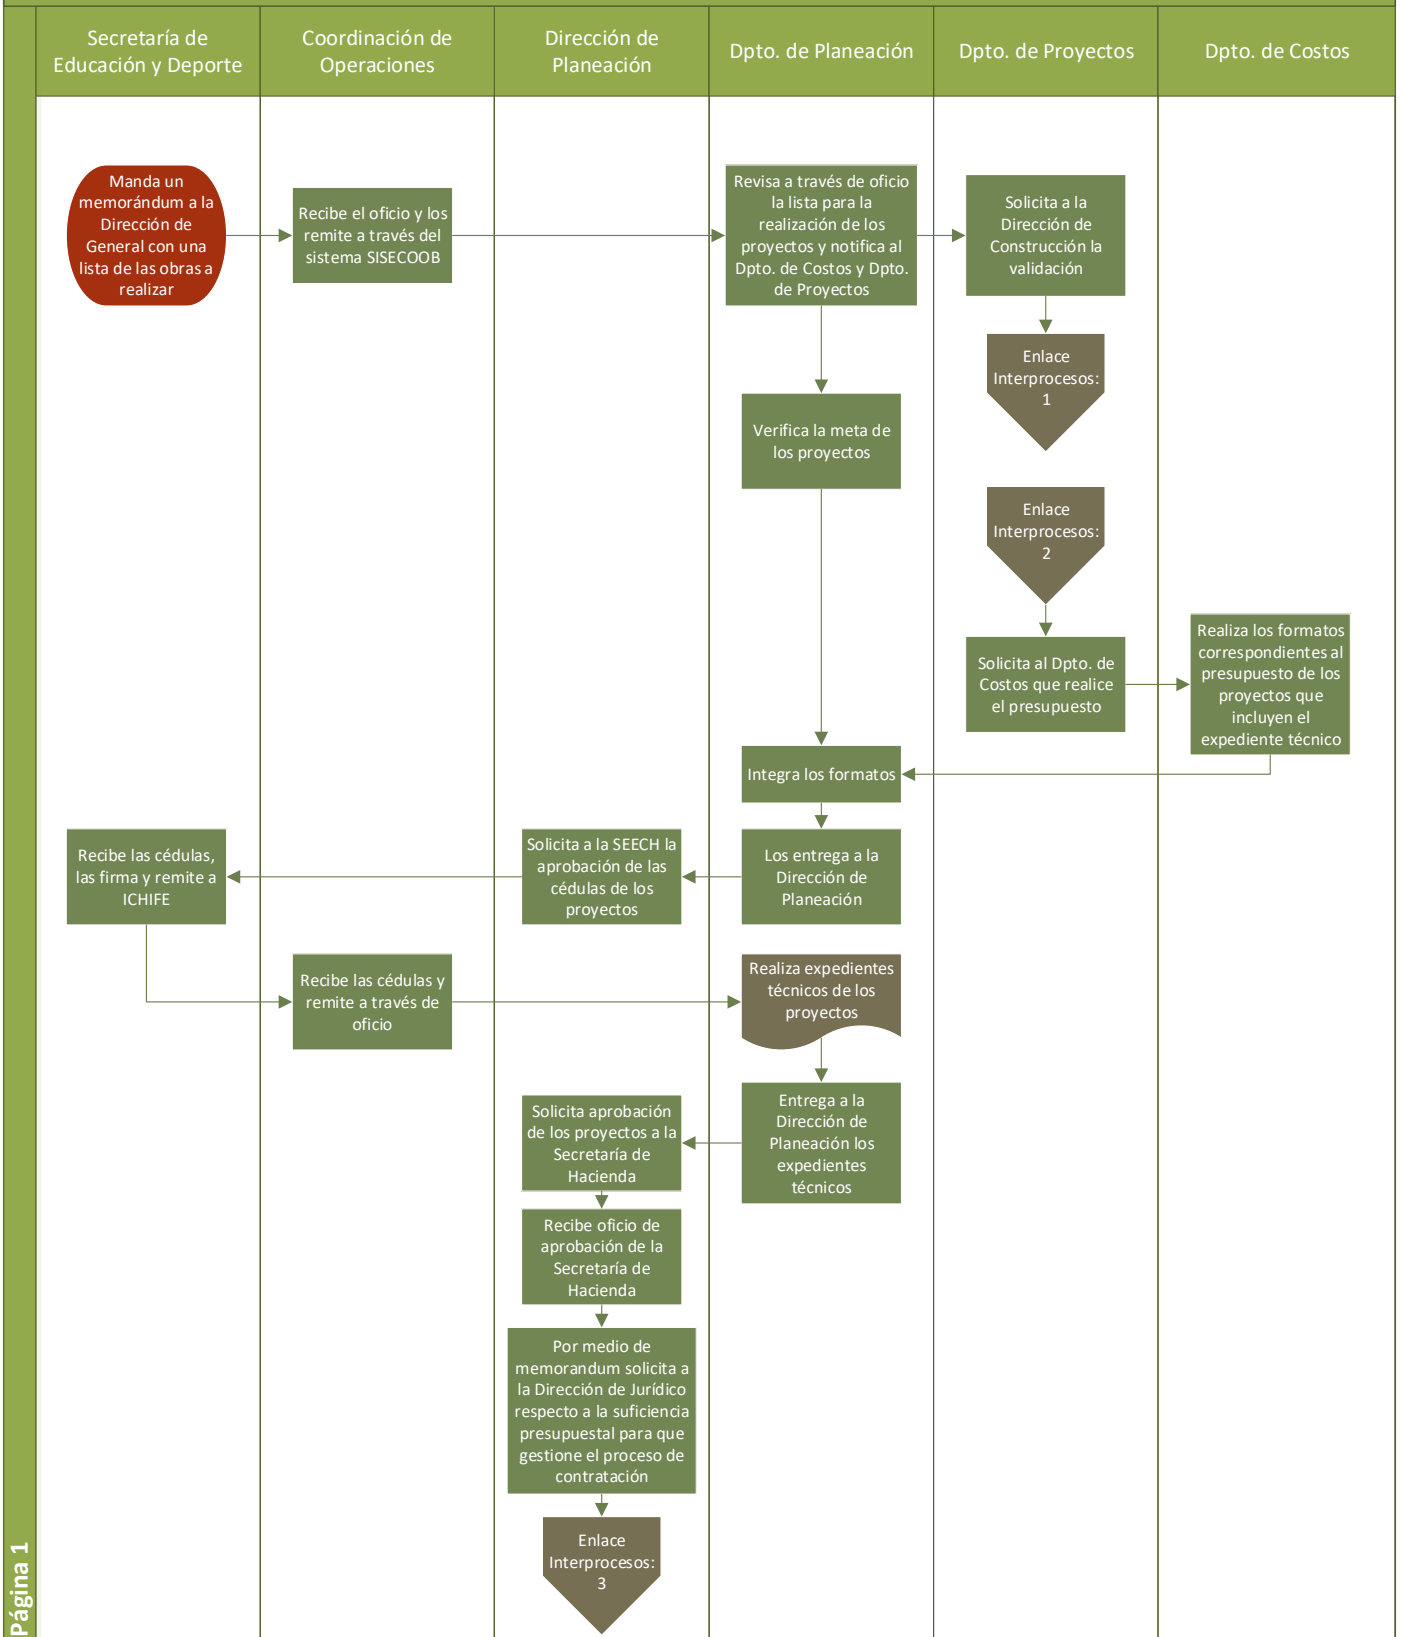 Secretaría de
Educación y Deporte
Coordinación de
Operaciones
Dirección de
Planeación
Dpto. de Planeación
Dpto. de Proyectos
Dpto. de Costos
Manda un
memorándum a la
Dirección de
General con una
lista de las obras a
realizar
Recibe el oficio y los
remite a través del
sistema SISECOOB
Revisa a través de oficio
la lista para la
realización de los
proyectos y notifica al
Dpto. de Costos y Dpto.
de Proyectos
Solicita a la
Dirección de
Construcción la
validación
Enlace
Interprocesos:
1
Verifica la meta de
los proyectos
Enlace
Interprocesos:
2
Solicita al Dpto. de
Costos que realice
el presupuesto
Realiza los formatos
correspondientes al
presupuesto de los
proyectos que
incluyen el
expediente técnico
Integra los formatos
Los entrega a la
Dirección de
Planeación
Solicita a la SEECH la
aprobación de las
cédulas de los
proyectos
Recibe las cédulas,
las firma y remite a
ICHIFE
Recibe las cédulas y
remite a través de
oficio
Realiza expedientes
técnicos de los
proyectos
Entrega a la
Dirección de
Planeación los
expedientes
técnicos
Solicita aprobación
de los proyectos a la
Secretaría de
Hacienda
Recibe oficio de
aprobación de la
Secretaría de
Hacienda
Por medio de
memorandum solicita a
la Dirección de Jurídico
respecto a la suficiencia
presupuestal para que
gestione el proceso de
contratación
Enlace
Interprocesos:
3
Página 1